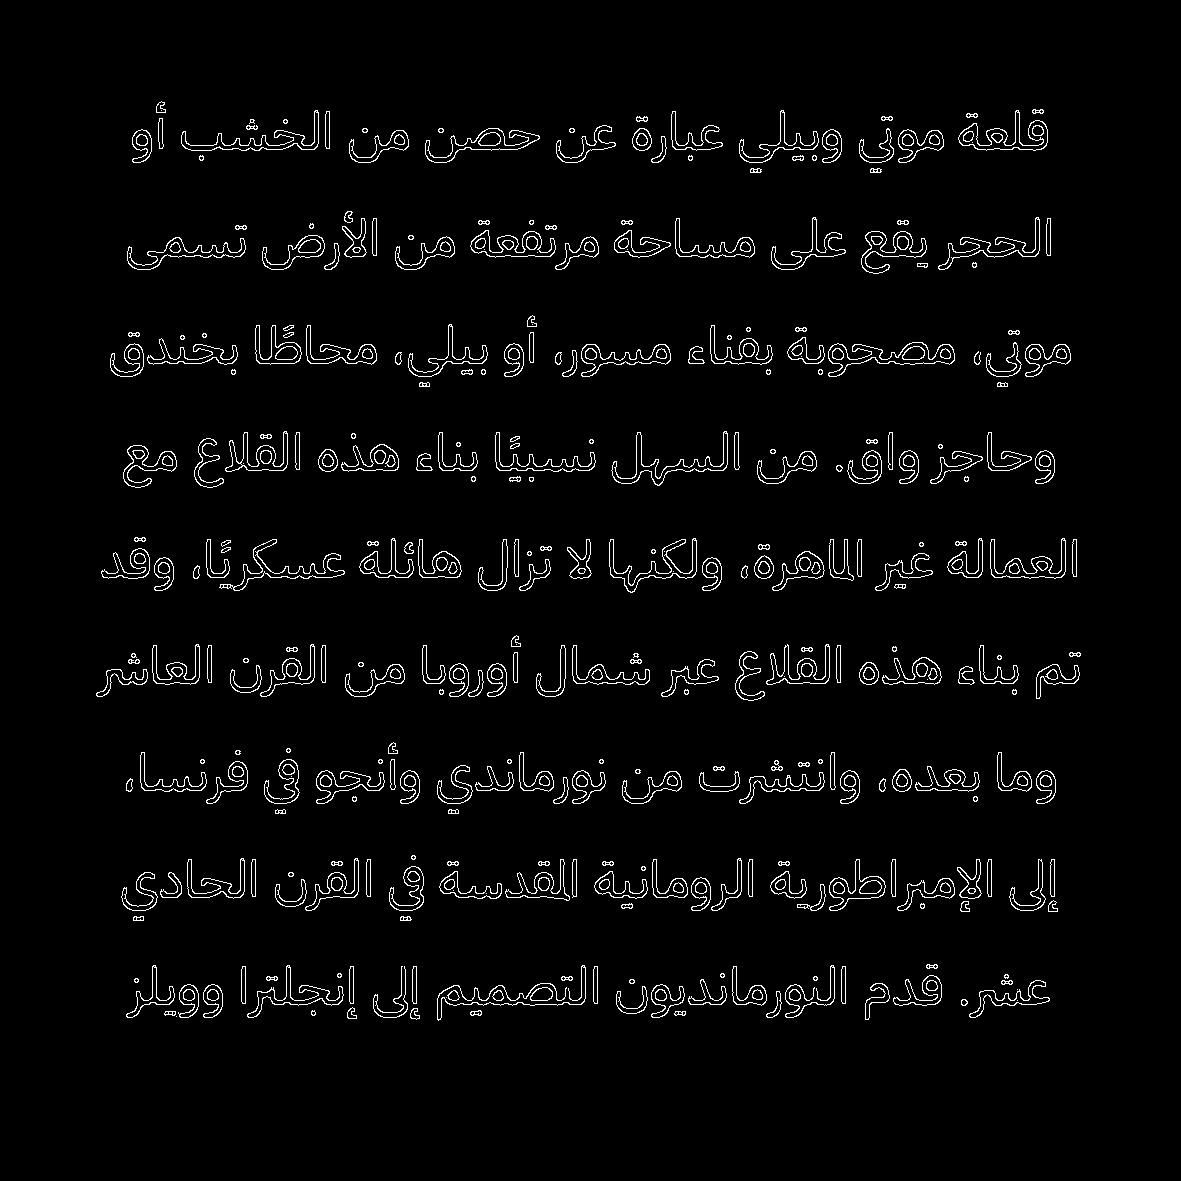 قلعة موتي وبيلي عبارة عن حصن من الخشب أو
الحجر يقع على مساحة مرتفعة من الأرض تسمى
موتي، مصحوبة بفناء مسور، أو بيلي، محاطًا بخندق
وحاجز واق. من السهل نسبيًا بناء هذه القلاع مع
العمالة غير الماهرة، ولكنها لا تزال هائلة عسكريًا، وقد
تم بناء هذه القلاع عبر شمال أوروبا من القرن العاشر
وما بعده، وانتشرت من نورماندي وأنجو في فرنسا،
إلى الإمبراطورية الرومانية المقدسة في القرن الحادي
عشر. قدم النورمانديون التصميم إلى إنجلترا وويلز